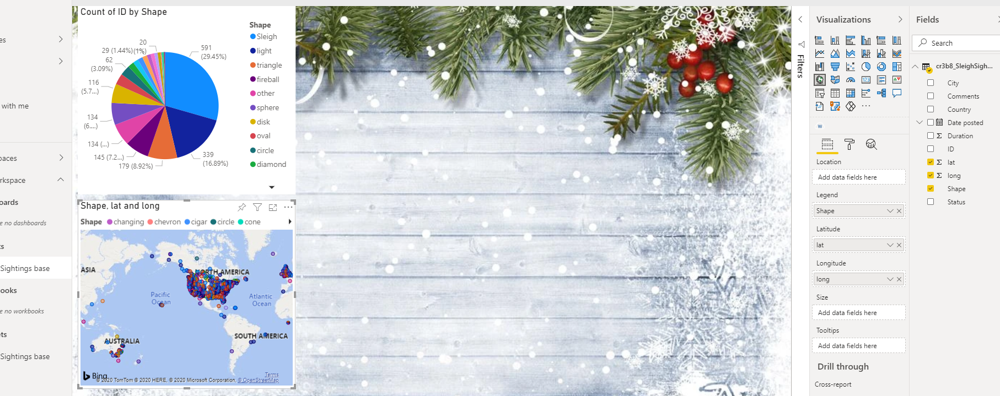 es
with me
paces
rkspace
oards
e no dashboards
ts
Sightings base
ooks
e no workbooks
ets
Sightings base
Count of ID by Shape
Shape
Sleigh
light
triangle
fireball
other
sphere
disk
oval
circle
diamond
591
(29.45%)
339
(16.89%)
179 (8.92%)
145 (7.2...)
134 (...)
134
(6....)
116
(5.7...)
62
(3.09%)
29 (1.44%)
20
(1%)
Shape, lat and long
Shape changing chevron cigar circle cone
ASIA
NORTH AMERICA
Pacific
Ocean
Atlantic
Ocean
SOUTH AMERICA
AUSTRALIA
Bing
Terms
© 2020 TomTom © 2020 HERE, © 2020 Microsoft Corporation, © OpenStreetMap
Filters
Visualizations
123
W
Location
Add data fields here
Legend
Shape
Latitude
lat
Longitude
long
Size
Add data fields here
Tooltips
Add data fields here
Drill through
Cross-report
Fields
Search
cr3b8_SleighSigh...
City
Comments
Country
Date posted
Σ Duration
ID
Σ lat
Σ long
Shape
Status